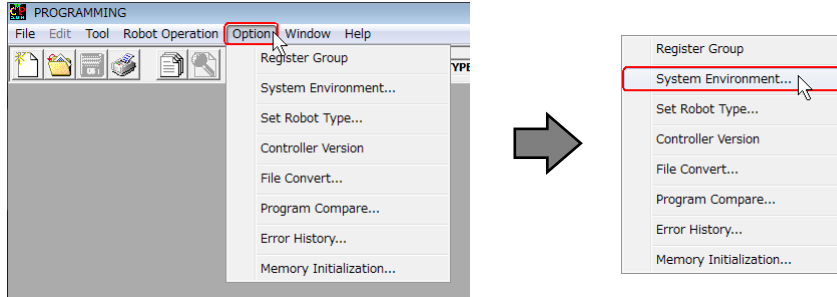 PROGRAMMING
File Edit Tool Robot Operation Option Window Help
Register Group
System Environment...
Set Robot Type...
Controller Version
File Convert...
Program Compare...
Error History...
Memory Initialization...
Register Group
System Environment...
Set Robot Type...
Controller Version
File Convert...
Program Compare...
Error History...
Memory Initialization...